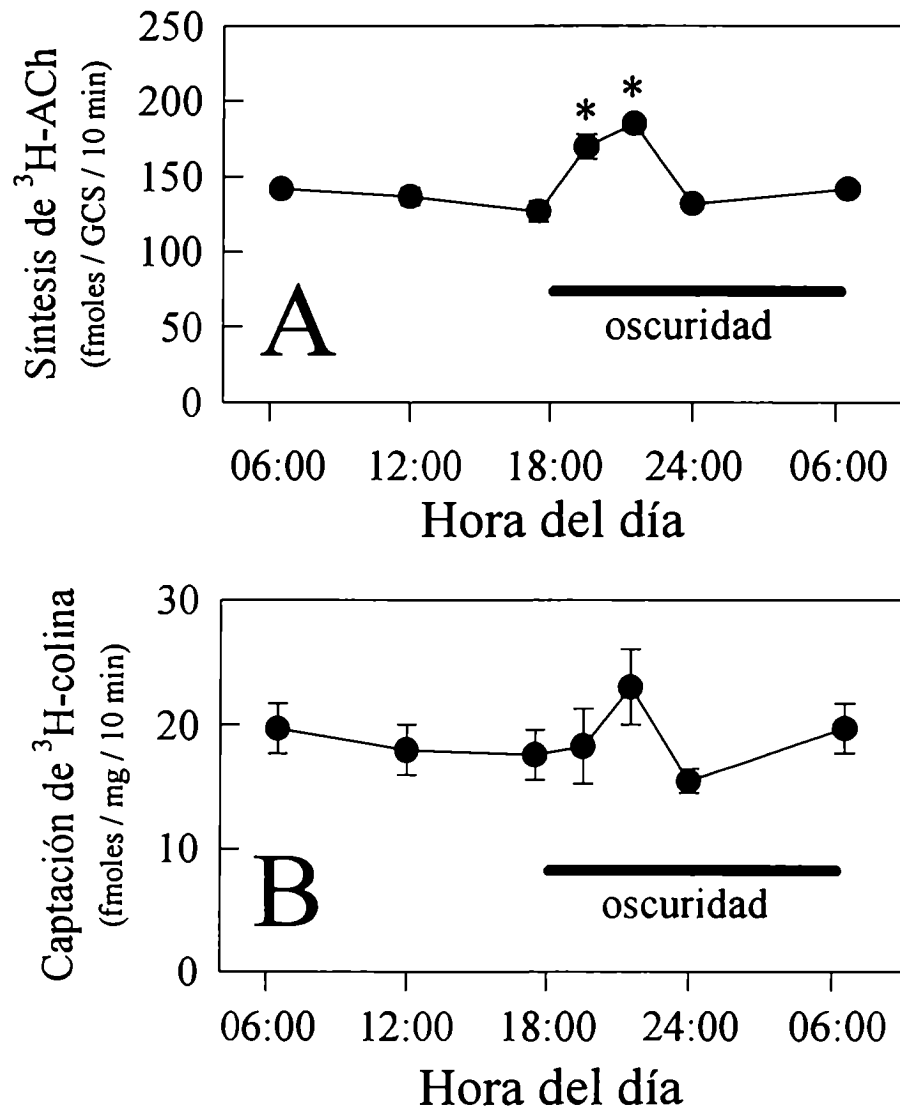 Síntesis de ³H-ACh
(fmoles / GCS / 10 min)
250
200
150
100
50
0
* *
A
oscuridad
06:00 12:00 18:00 24:00 06:00
Hora del día
Captación de ³H-colina
(fmoles / mg / 10 min)
30
20
10
0
B
oscuridad
06:00 12:00 18:00 24:00 06:00
Hora del día